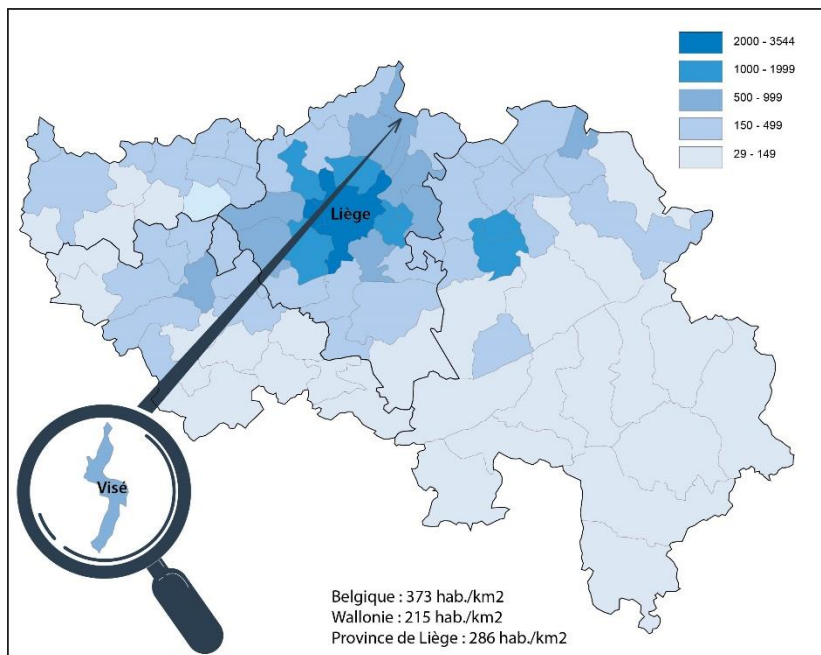 2000 - 3544
1000 - 1999
500 - 999
150 - 499
29 - 149
Liège
Visé
Belgique : 373 hab./km2
Wallonie : 215 hab./km2
Province de Liège : 286 hab./km2